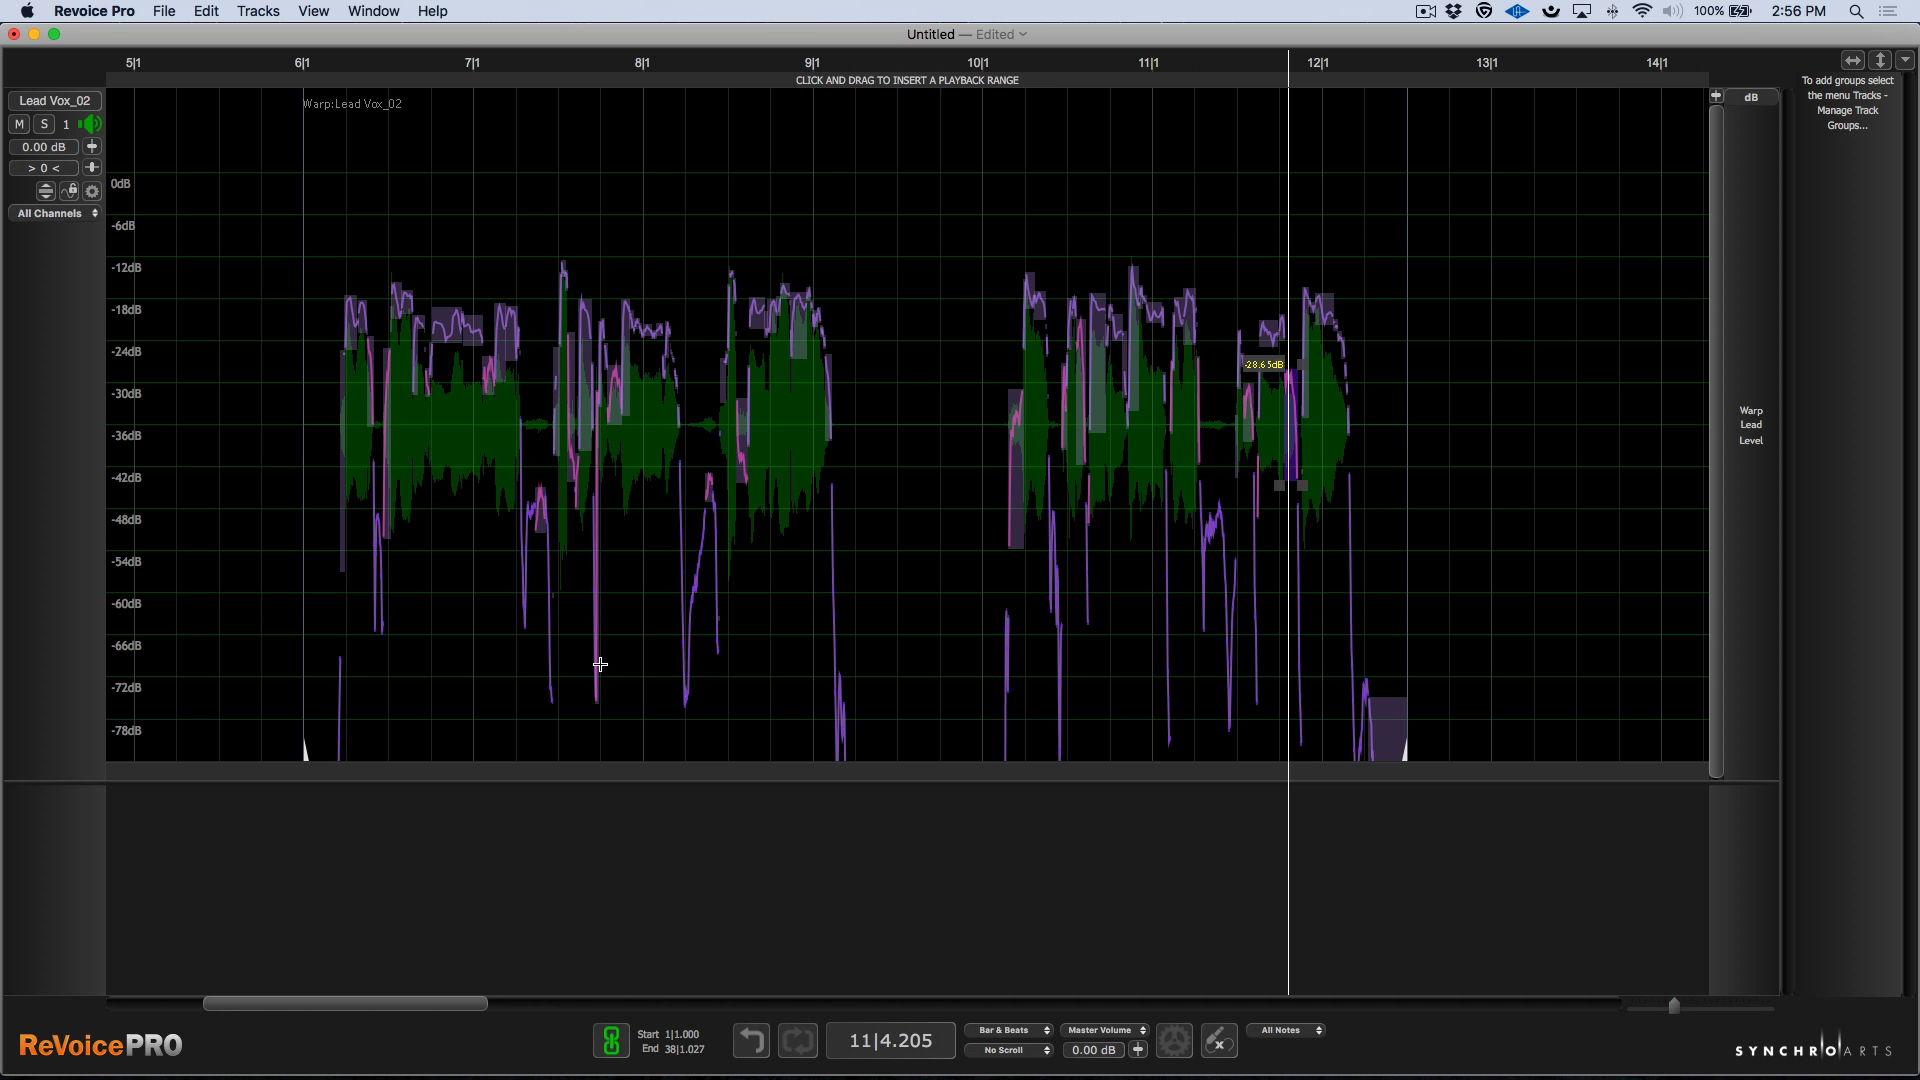 Revoice Pro File Edit Tracks View Window Help 100% 2:56 PM
Untitled — Edited
5|1 6|1 7|1 8|1 9|1 10|1 11|1 12|1 13|1 14|1
CLICK AND DRAG TO INSERT A PLAYBACK RANGE
To add groups select
the menu Tracks -
Manage Track
Groups...
Lead Vox_02
Warp:Lead Vox_02
dB
M S 1
0.00 dB
> 0 <
All Channels
0dB
-6dB
-12dB
-18dB
-24dB
-30dB
-36dB
-42dB
-48dB
-54dB
-60dB
-66dB
-72dB
-78dB
-28.65dB
Warp
Lead
Level
ReVoicePRO
Start 1|1.000
End 38|1.027
11|4.205
Bar & Beats
No Scroll
Master Volume
0.00 dB
All Notes
SYNCHROARTS